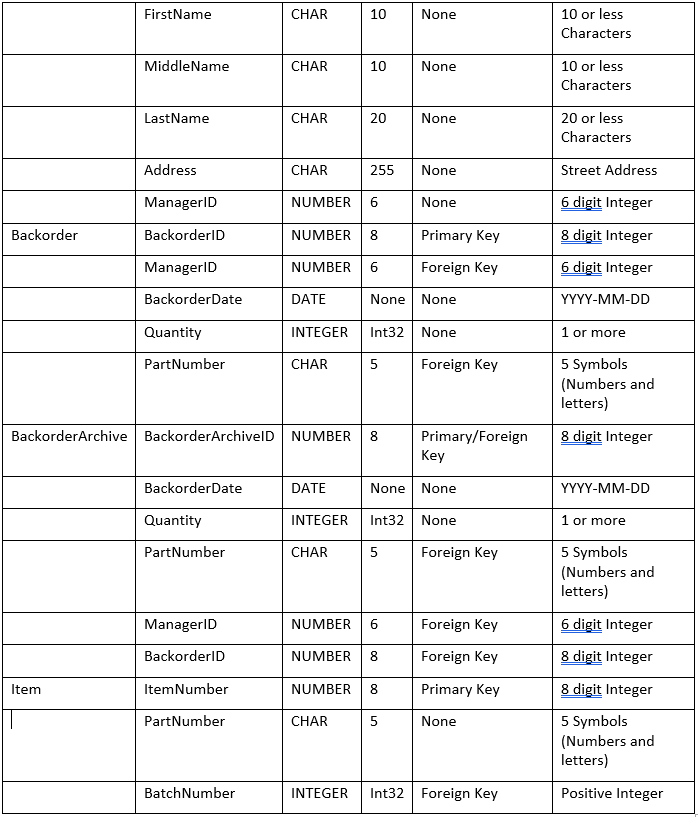 FirstName CHAR 10 None 10 or less
Characters
MiddleName CHAR 10 None 10 or less
Characters
LastName CHAR 20 None 20 or less
Characters
Address CHAR 255 None Street Address
ManagerID NUMBER 6 None 6 digit Integer
Backorder BackorderID NUMBER 8 Primary Key 8 digit Integer
ManagerID NUMBER 6 Foreign Key 6 digit Integer
BackorderDate DATE None None YYYY-MM-DD
Quantity INTEGER Int32 None 1 or more
PartNumber CHAR 5 Foreign Key 5 Symbols
(Numbers and
letters)
BackorderArchive BackorderArchiveID NUMBER 8 Primary/Foreign 8 digit Integer
Key
BackorderDate DATE None None YYYY-MM-DD
Quantity INTEGER Int32 None 1 or more
PartNumber CHAR 5 Foreign Key 5 Symbols
(Numbers and
letters)
ManagerID NUMBER 6 Foreign Key 6 digit Integer
BackorderID NUMBER 8 Foreign Key 8 digit Integer
Item ItemNumber NUMBER 8 Primary Key 8 digit Integer
PartNumber CHAR 5 None 5 Symbols
(Numbers and
letters)
BatchNumber INTEGER Int32 Foreign Key Positive Integer